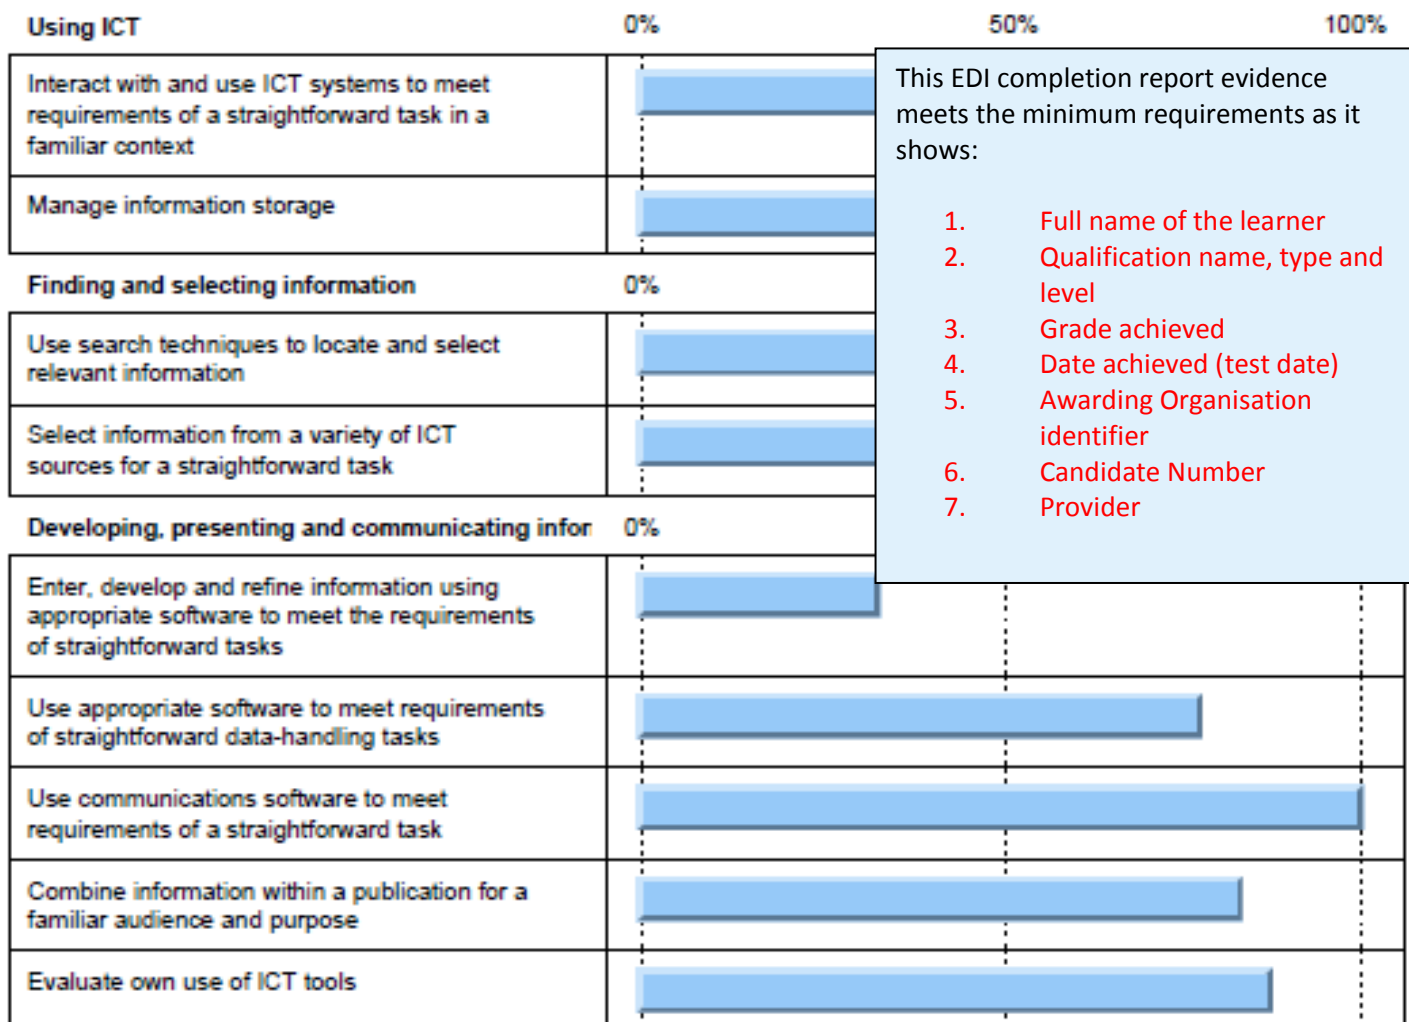 Using ICT
0%
50%
100%
Interact with and use ICT systems to meet
requirements of a straightforward task in a
familiar context
Manage information storage
This EDI completion report evidence
meets the minimum requirements as it
shows:
1. Full name of the learner
2. Qualification name, type and
level
3. Grade achieved
4. Date achieved (test date)
5. Awarding Organisation
identifier
6. Candidate Number
7. Provider
Finding and selecting information
0%
Use search techniques to locate and select
relevant information
Select information from a variety of ICT
sources for a straightforward task
Developing, presenting and communicating infor
0%
Enter, develop and refine information using
appropriate software to meet the requirements
of straightforward tasks
Use appropriate software to meet requirements
of straightforward data-handling tasks
Use communications software to meet
requirements of a straightforward task
Combine information within a publication for a
familiar audience and purpose
Evaluate own use of ICT tools